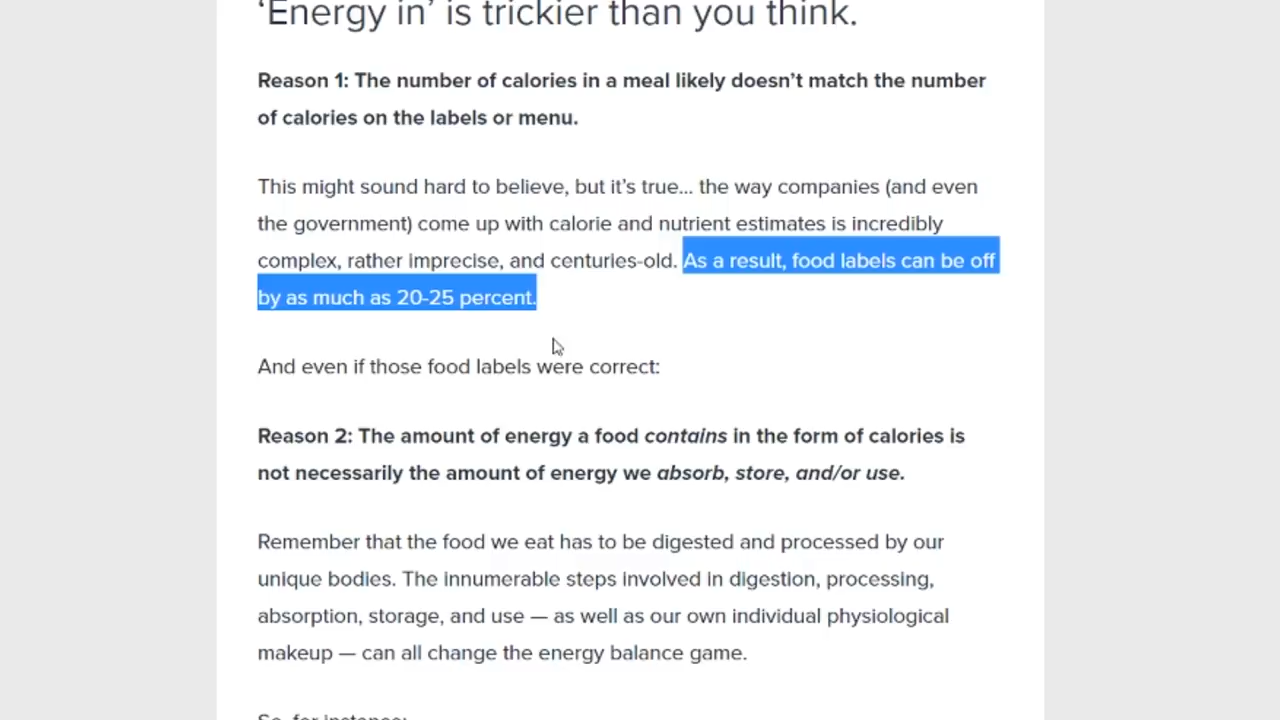 ‘Energy in’ is trickier than you think.
Reason 1: The number of calories in a meal likely doesn’t match the number
of calories on the labels or menu.
This might sound hard to believe, but it’s true… the way companies (and even
the government) come up with calorie and nutrient estimates is incredibly
complex, rather imprecise, and centuries-old. As a result, food labels can be off
by as much as 20-25 percent.
And even if those food labels were correct:
Reason 2: The amount of energy a food contains in the form of calories is
not necessarily the amount of energy we absorb, store, and/or use.
Remember that the food we eat has to be digested and processed by our
unique bodies. The innumerable steps involved in digestion, processing,
absorption, storage, and use — as well as our own individual physiological
makeup — can all change the energy balance game.
So, for instance: